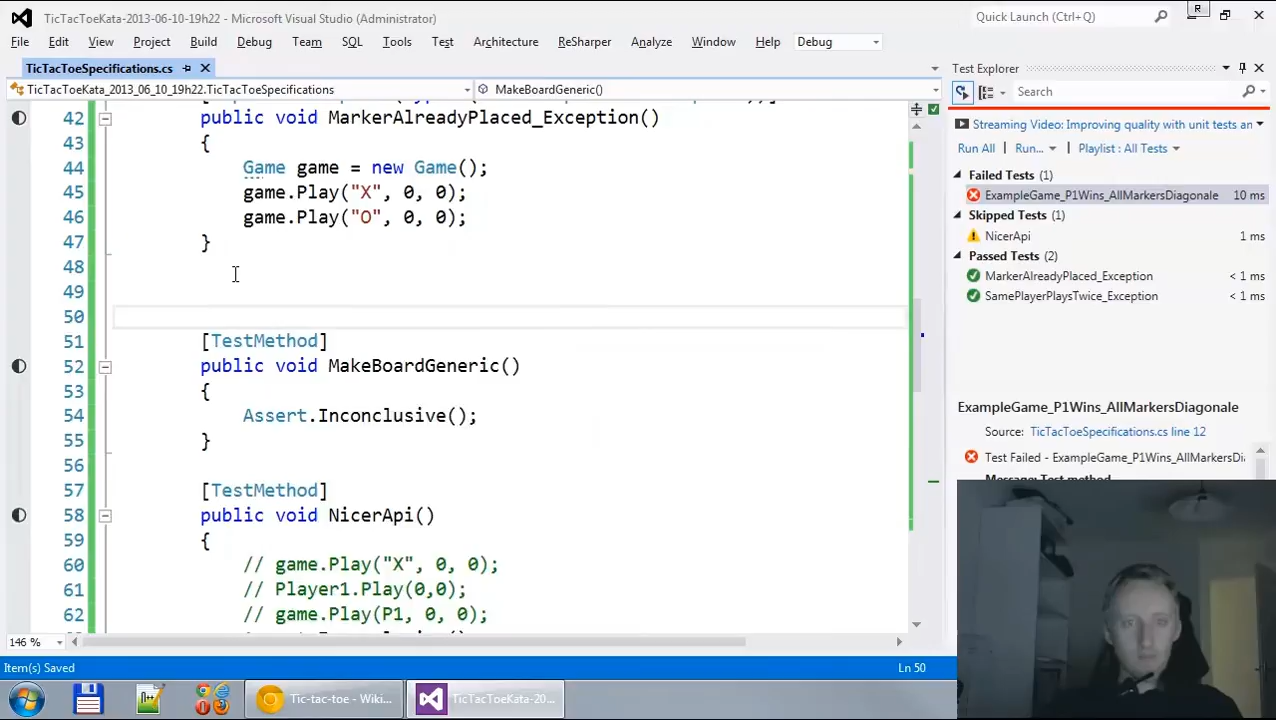 TicTacToeKata_2013-06-10-19h22 - Microsoft Visual Studio (Administrator)
R
Quick Launch (Ctrl+Q)
File Edit View Project Build Debug Team SQL Tools Test Architecture ReSharper Analyze Window Help Debug
TicTacToeSpecifications.cs
Test Explorer
TicTacToeKata_2013_06_10_19h22.TicTacToeSpecifications
MakeBoardGeneric()
Search
Streaming Video: Improving quality with unit tests an
Run All Run... Playlist : All Tests
42 public void MarkerAlreadyPlaced_Exception()
43 {
44 Game game = new Game();
45 game.Play("X", 0, 0);
46 game.Play("O", 0, 0);
47 }
48
49
50
51 [TestMethod]
52 public void MakeBoardGeneric()
53 {
54 Assert.Inconclusive();
55 }
56
57 [TestMethod]
58 public void NicerApi()
59 {
60 // game.Play("X", 0, 0);
61 // Player1.Play(0,0);
62 // game.Play(P1, 0, 0);
Failed Tests (1)
ExampleGame_P1Wins_AllMarkersDiagonale 10 ms
Skipped Tests (1)
NicerApi 1 ms
Passed Tests (2)
MarkerAlreadyPlaced_Exception < 1 ms
SamePlayerPlaysTwice_Exception < 1 ms
ExampleGame_P1Wins_AllMarkersDiagonale
Source: TicTacToeSpecifications.cs line 12
Test Failed - ExampleGame_P1Wins_AllMarkersDi
Message: Test method
146 %
Item(s) Saved
Ln 50
Tic-tac-toe - Wiki...
TicTacToeKata-20...